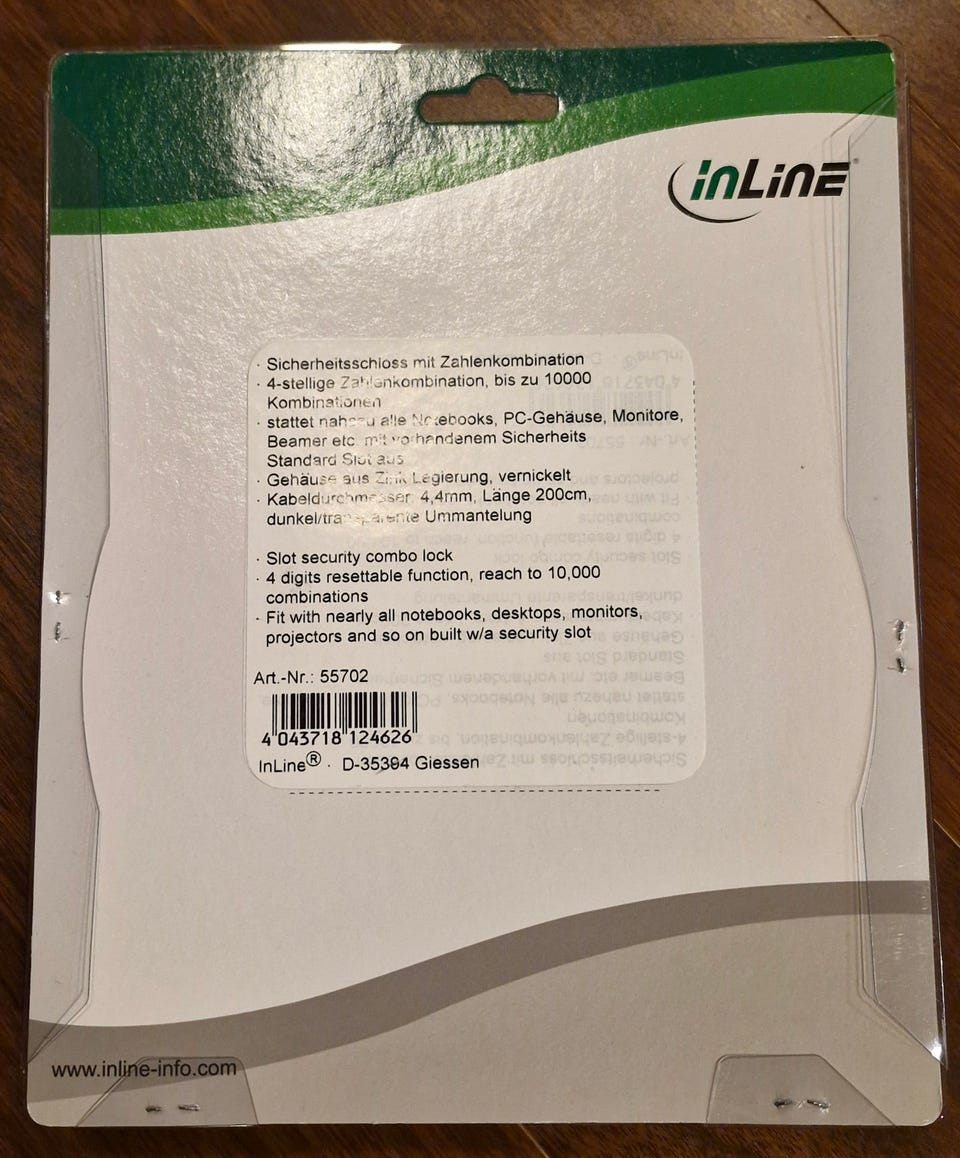 inLine®
· Sicherheitsschloss mit Zahlenkombination
· 4-stellige Zahlenkombination, bis zu 10000
Kombinationen
· stattet nahezu alle Notebooks, PC-Gehäuse, Monitore,
Beamer etc. mit vorhandenem Sicherheits
Standard Slot aus
· Gehäuse aus Zink Legierung, vernickelt
· Kabeldurchmesser: 4,4mm, Länge 200cm,
dunkel/transparente Ummantelung
· Slot security combo lock
· 4 digits resettable function, reach to 10,000
combinations
· Fit with nearly all notebooks, desktops, monitors,
projectors and so on built w/a security slot
Art.-Nr.: 55702
4 043718 124626
InLine® · D-35394 Giessen
www.inline-info.com